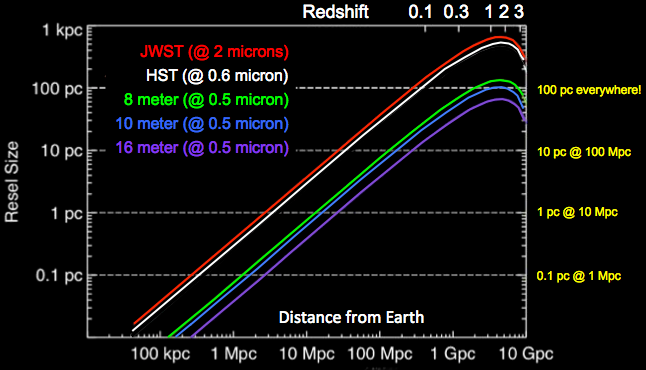 Redshift 0.1 0.3 1 2 3
1 kpc
JWST (@ 2 microns)
HST (@ 0.6 micron)
100 pc
100 pc everywhere!
8 meter (@ 0.5 micron)
10 meter (@ 0.5 micron)
16 meter (@ 0.5 micron)
10 pc
10 pc @ 100 Mpc
Resel Size
1 pc
1 pc @ 10 Mpc
0.1 pc
0.1 pc @ 1 Mpc
Distance from Earth
100 kpc 1 Mpc 10 Mpc 100 Mpc 1 Gpc 10 Gpc